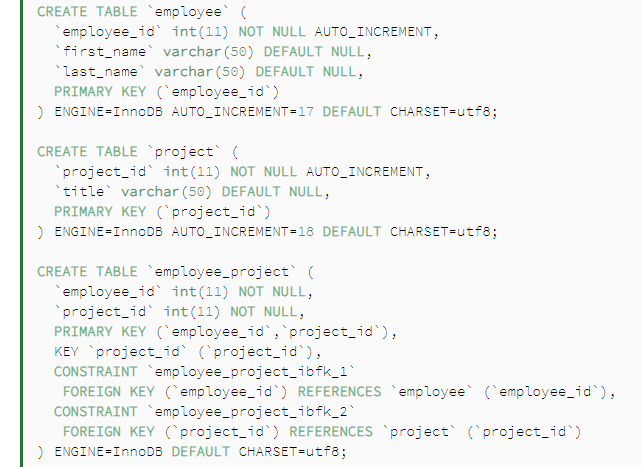 CREATE TABLE `employee` (
`employee_id` int(11) NOT NULL AUTO_INCREMENT,
`first_name` varchar(50) DEFAULT NULL,
`last_name` varchar(50) DEFAULT NULL,
PRIMARY KEY (`employee_id`)
) ENGINE=InnoDB AUTO_INCREMENT=17 DEFAULT CHARSET=utf8;
CREATE TABLE `project` (
`project_id` int(11) NOT NULL AUTO_INCREMENT,
`title` varchar(50) DEFAULT NULL,
PRIMARY KEY (`project_id`)
) ENGINE=InnoDB AUTO_INCREMENT=18 DEFAULT CHARSET=utf8;
CREATE TABLE `employee_project` (
`employee_id` int(11) NOT NULL,
`project_id` int(11) NOT NULL,
PRIMARY KEY (`employee_id`,`project_id`),
KEY `project_id` (`project_id`),
CONSTRAINT `employee_project_ibfk_1`
FOREIGN KEY (`employee_id`) REFERENCES `employee` (`employee_id`),
CONSTRAINT `employee_project_ibfk_2`
FOREIGN KEY (`project_id`) REFERENCES `project` (`project_id`)
) ENGINE=InnoDB DEFAULT CHARSET=utf8;